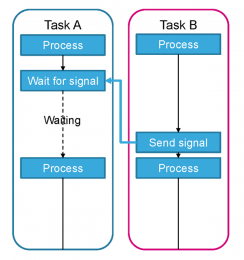 Task A
Process
Wait for signal
Waiting
Process
Task B
Process
Send signal
Process